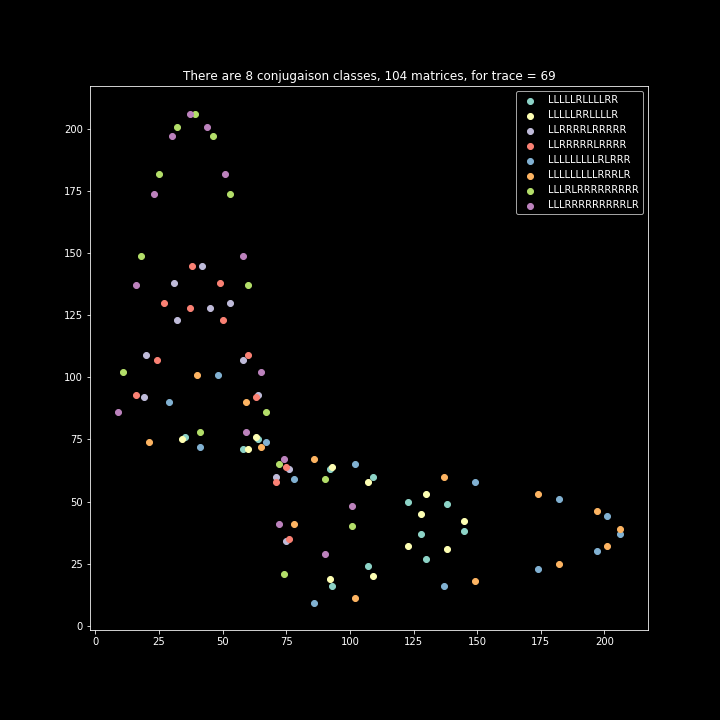 There are 8 conjugaison classes, 104 matrices, for trace = 69
LLLLLRLLLLRR
LLLLLRRLLLLR
LLRRRRLRRRRR
LLRRRRRLRRRR
LLLLLLLLLRLRRR
LLLLLLLLLRRRLR
LLLRLRRRRRRRRR
LLLRRRRRRRRRLR
200
175
150
125
100
75
50
25
0
0 25 50 75 100 125 150 175 200